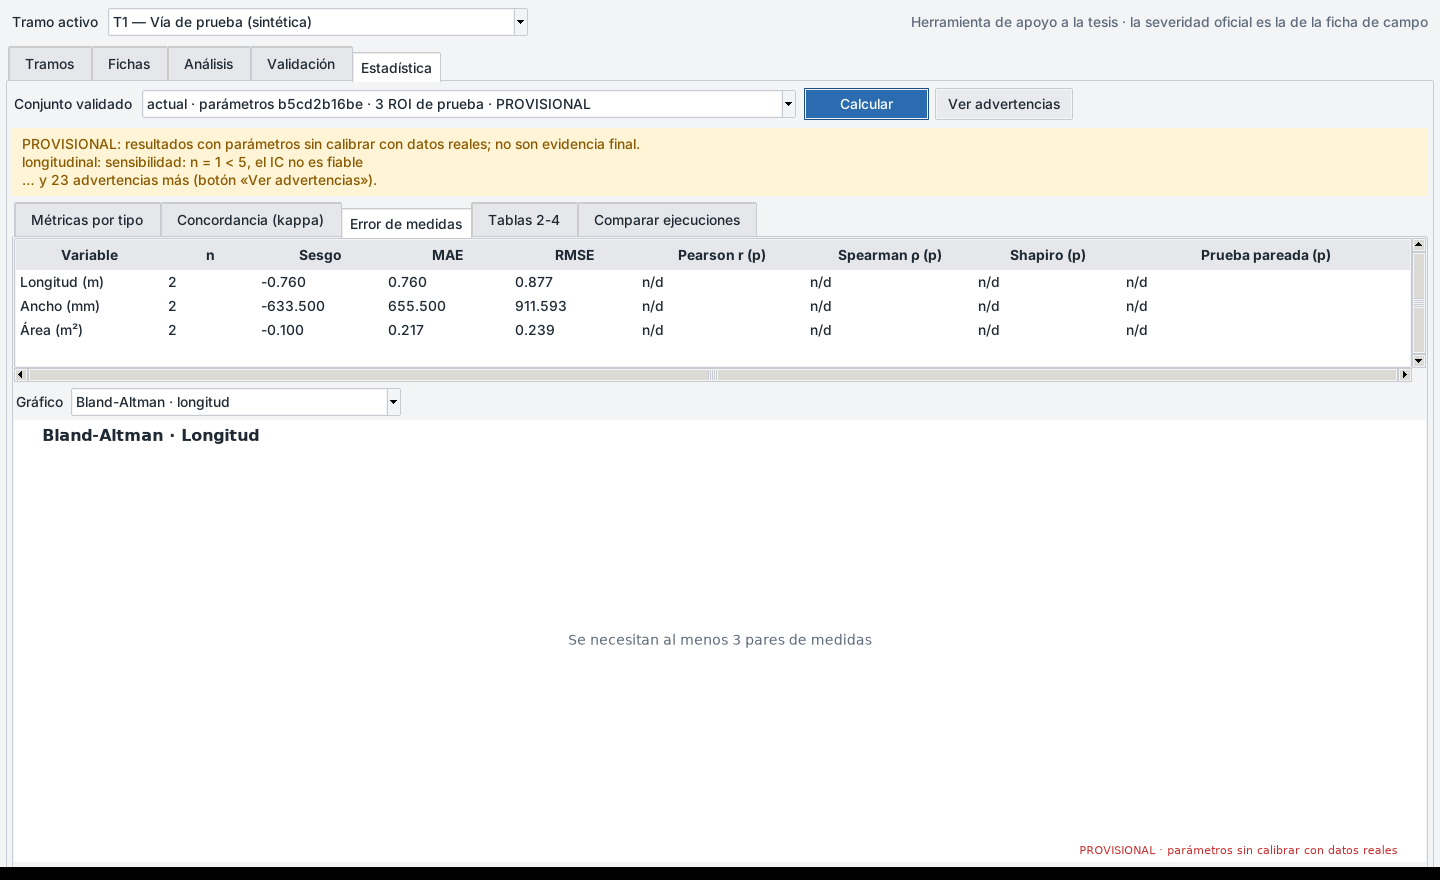 Tramo activo T1 — Vía de prueba (sintética) Herramienta de apoyo a la tesis · la severidad oficial es la de la ficha de campo
Tramos Fichas Análisis Validación Estadística
Conjunto validado actual · parámetros b5cd2b16be · 3 ROI de prueba · PROVISIONAL Calcular Ver advertencias
PROVISIONAL: resultados con parámetros sin calibrar con datos reales; no son evidencia final.
longitudinal: sensibilidad: n = 1 < 5, el IC no es fiable
... y 23 advertencias más (botón «Ver advertencias»).
Métricas por tipo Concordancia (kappa) Error de medidas Tablas 2-4 Comparar ejecuciones
Variable n Sesgo MAE RMSE Pearson r (p) Spearman ρ (p) Shapiro (p) Prueba pareada (p)
Longitud (m) 2 -0.760 0.760 0.877 n/d n/d n/d n/d
Ancho (mm) 2 -633.500 655.500 911.593 n/d n/d n/d n/d
Área (m²) 2 -0.100 0.217 0.239 n/d n/d n/d n/d
Gráfico Bland-Altman · longitud
Bland-Altman · Longitud
Se necesitan al menos 3 pares de medidas
PROVISIONAL · parámetros sin calibrar con datos reales